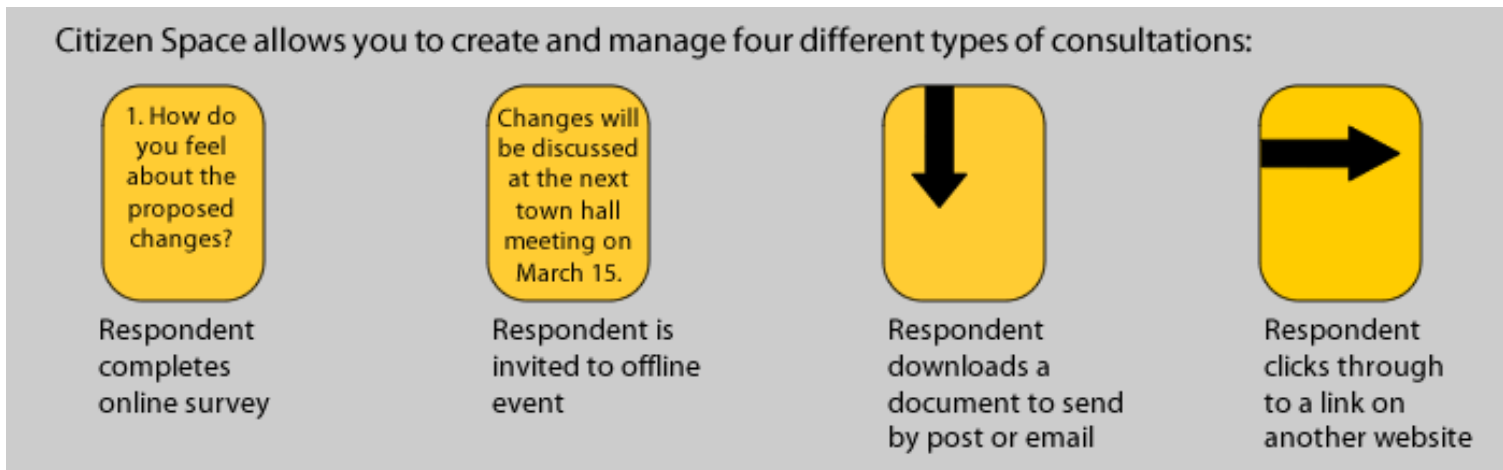 Citizen Space allows you to create and manage four different types of consultations:
1. How do
you feel
about the
proposed
changes?
Changes will
be discussed
at the next
town hall
meeting on
March 15.
Respondent
completes
online survey
Respondent is
invited to offline
event
Respondent
downloads a
document to send
by post or email
Respondent
clicks through
to a link on
another website